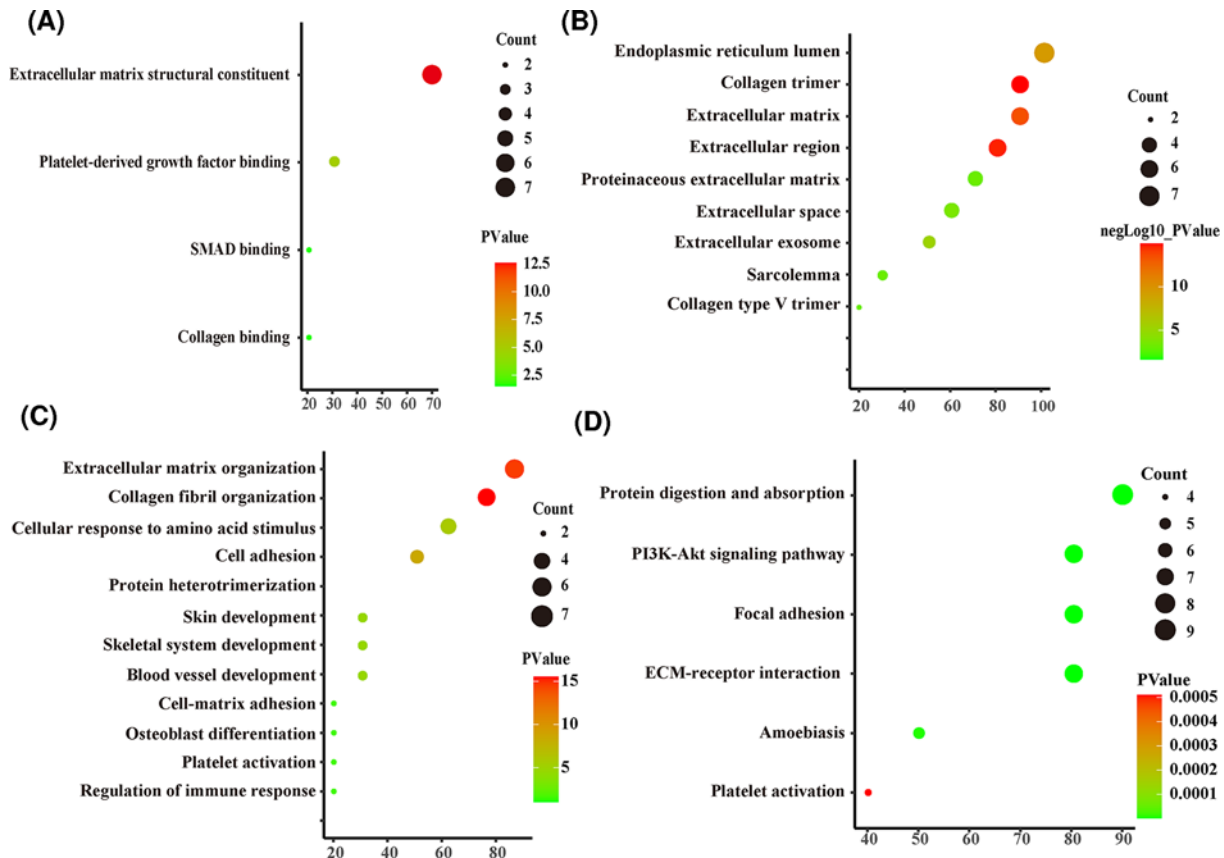 (A)
Extracellular matrix structural constituent
Platelet-derived growth factor binding
SMAD binding
Collagen binding
20 30 40 50 60 70
Count
2
3
4
5
6
7
PValue
12.5
10.0
7.5
5.0
2.5
(B)
Endoplasmic reticulum lumen
Collagen trimer
Extracellular matrix
Extracellular region
Proteinaceous extracellular matrix
Extracellular space
Extracellular exosome
Sarcolemma
Collagen type V trimer
20 40 60 80 100
Count
2
4
6
7
negLog10_PValue
10
5
(C)
Extracellular matrix organization
Collagen fibril organization
Cellular response to amino acid stimulus
Cell adhesion
Protein heterotrimerization
Skin development
Skeletal system development
Blood vessel development
Cell-matrix adhesion
Osteoblast differentiation
Platelet activation
Regulation of immune response
20 40 60 80
Count
2
4
6
7
PValue
15
10
5
(D)
Protein digestion and absorption
PI3K-Akt signaling pathway
Focal adhesion
ECM-receptor interaction
Amoebiasis
Platelet activation
40 50 60 70 80 90
Count
4
5
6
7
8
9
PValue
0.0005
0.0004
0.0003
0.0002
0.0001